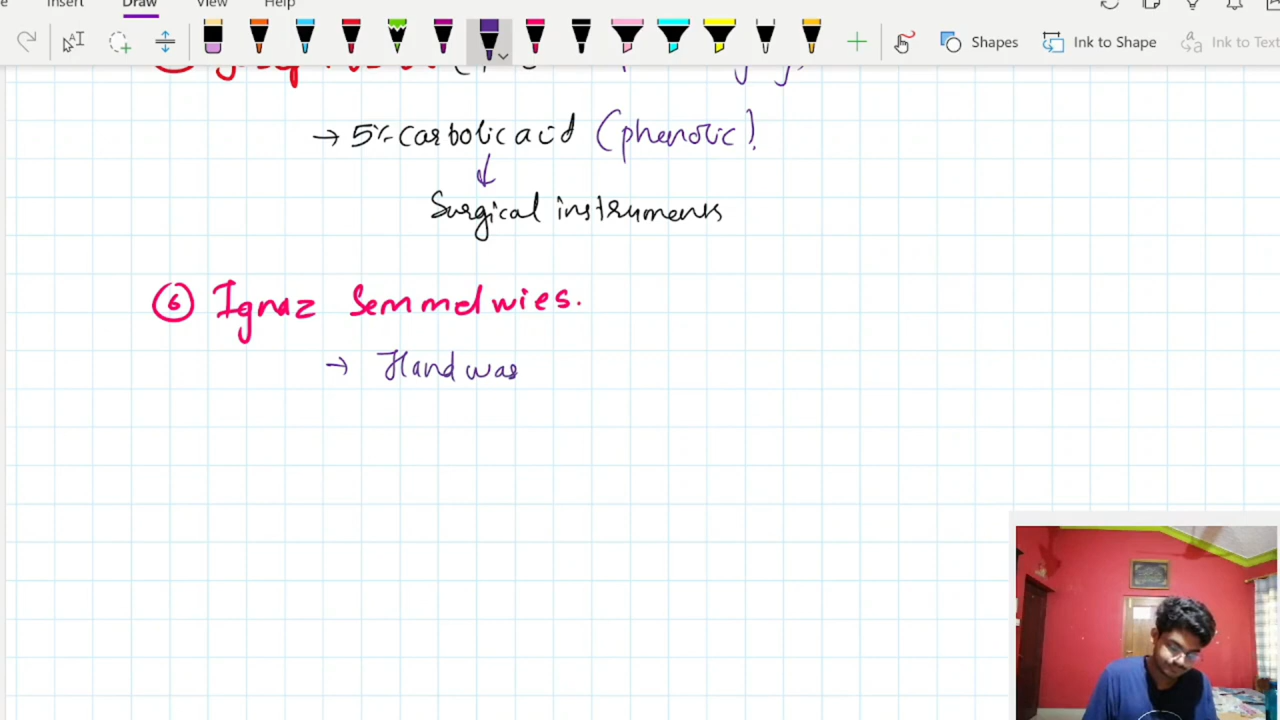 Insert Draw View Help
Shapes Ink to Shape Ink to Text
→ 5% carbolic acid (phenolic)
↓
Surgical instruments
⑥ Ignaz Semmelwies.
→ Hand was